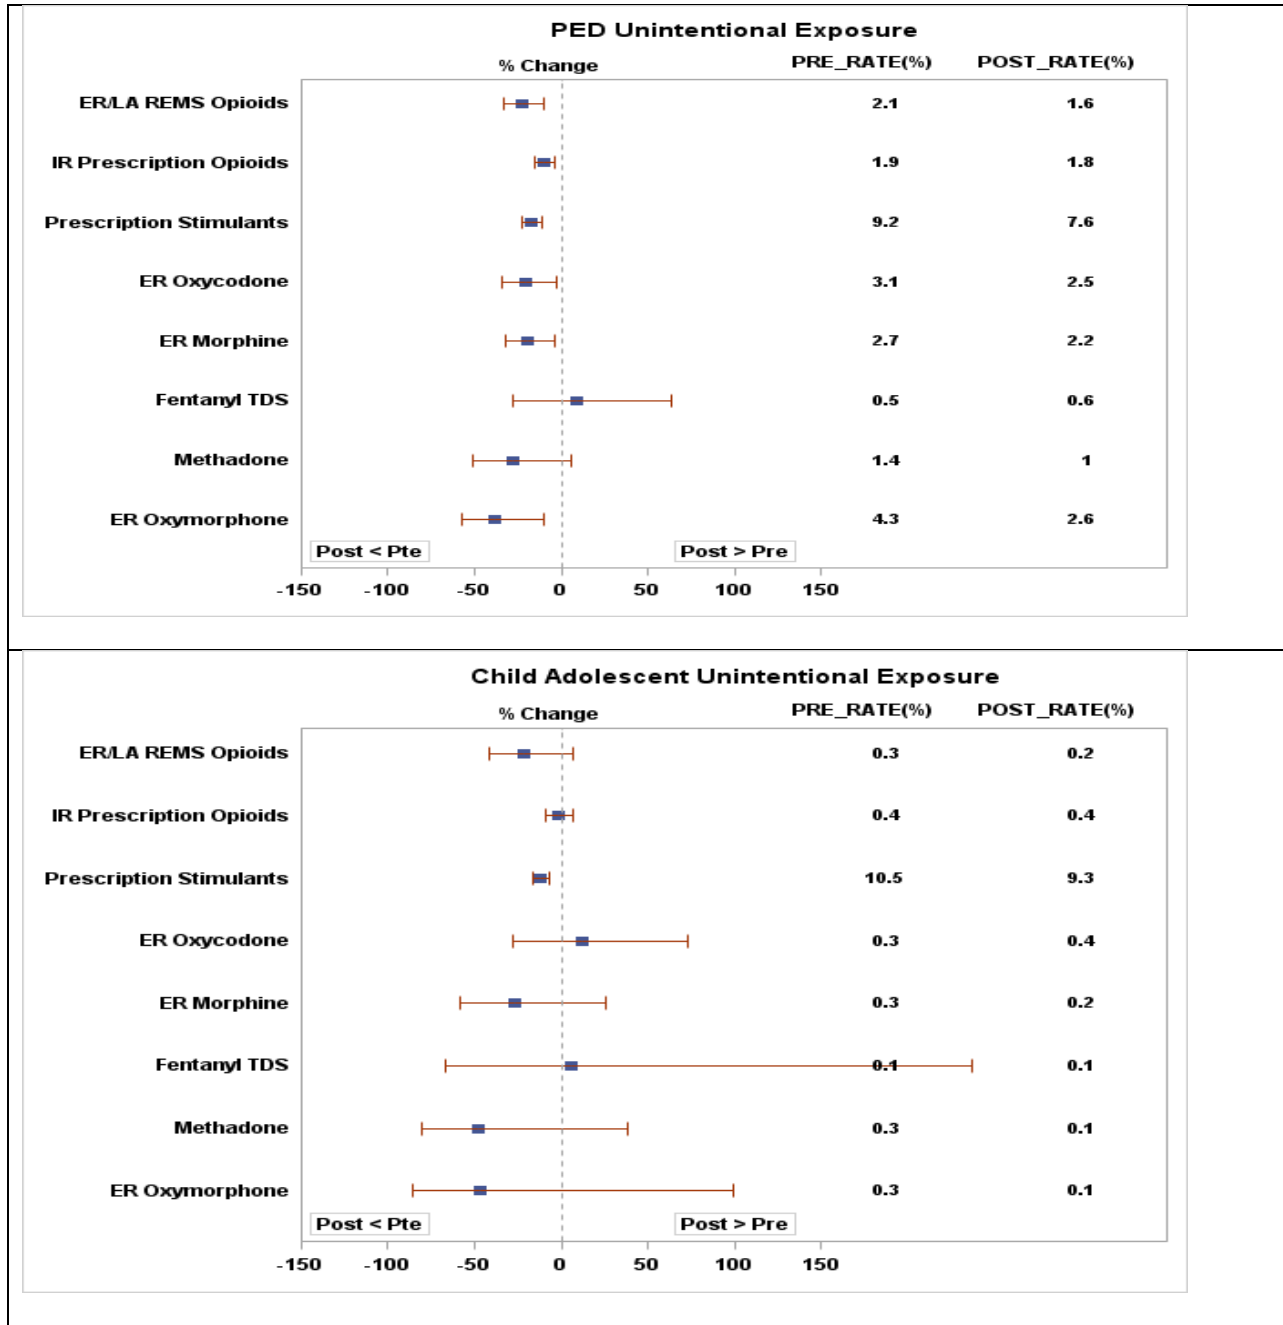 PED Unintentional Exposure
% Change PRE_RATE(%) POST_RATE(%)
ER/LA REMS Opioids 2.1 1.6
IR Prescription Opioids 1.9 1.8
Prescription Stimulants 9.2 7.6
ER Oxycodone 3.1 2.5
ER Morphine 2.7 2.2
Fentanyl TDS 0.5 0.6
Methadone 1.4 1
ER Oxymorphone 4.3 2.6
Post < Pte Post > Pre
-150 -100 -50 0 50 100 150
Child Adolescent Unintentional Exposure
% Change PRE_RATE(%) POST_RATE(%)
ER/LA REMS Opioids 0.3 0.2
IR Prescription Opioids 0.4 0.4
Prescription Stimulants 10.5 9.3
ER Oxycodone 0.3 0.4
ER Morphine 0.3 0.2
Fentanyl TDS 0.1 0.1
Methadone 0.3 0.1
ER Oxymorphone 0.3 0.1
Post < Pte Post > Pre
-150 -100 -50 0 50 100 150